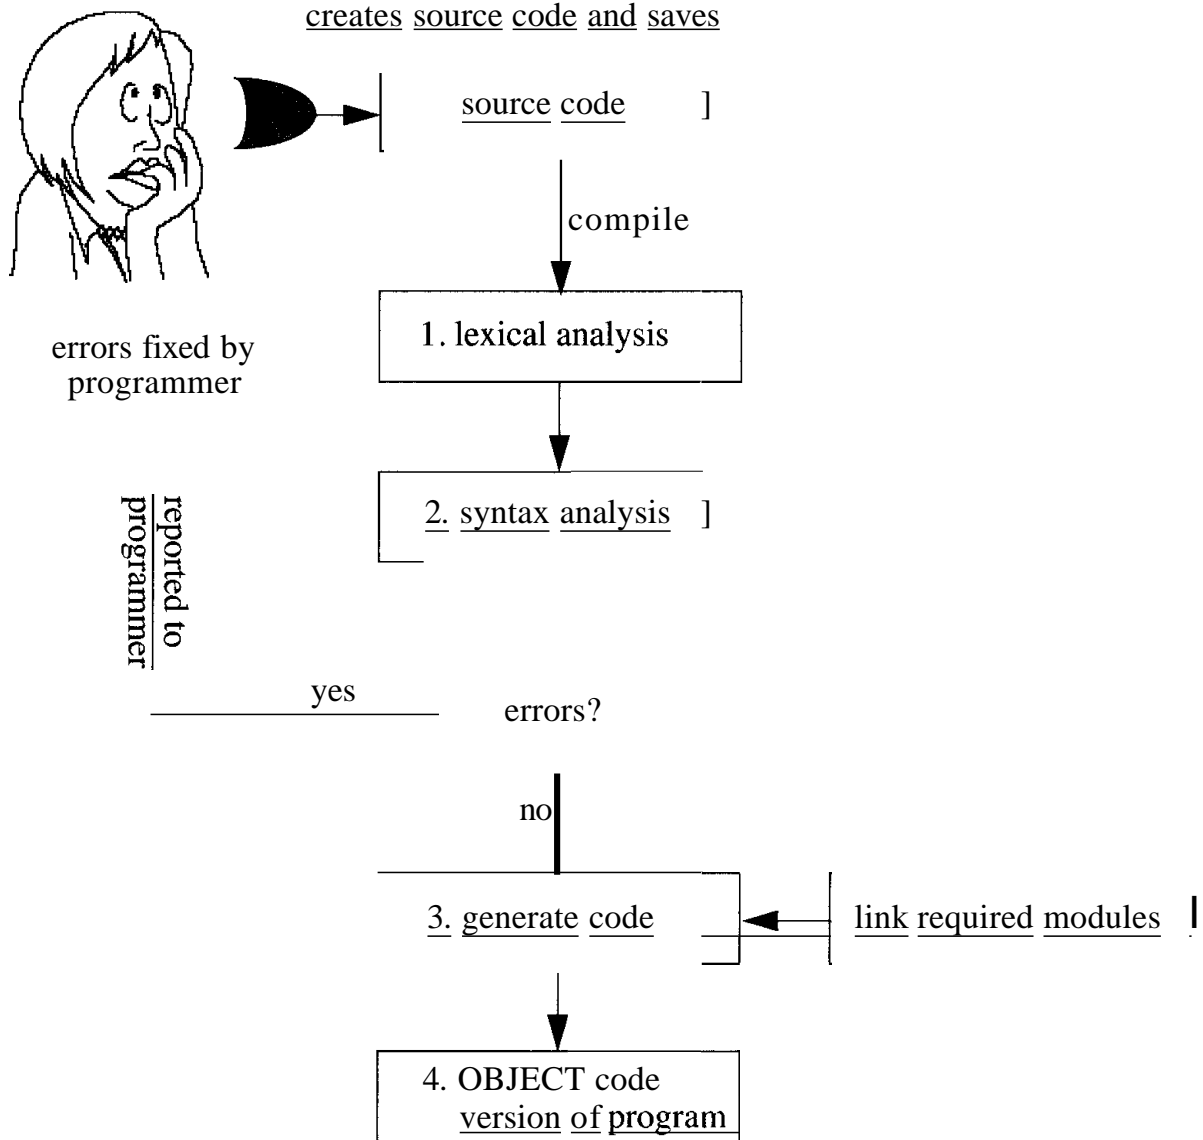 creates source code and saves
source code ]
compile
1. lexical analysis
errors fixed by
programmer
2. syntax analysis ]
reported to
programmer
yes
errors?
no
3. generate code
link required modules
4. OBJECT code
version of program